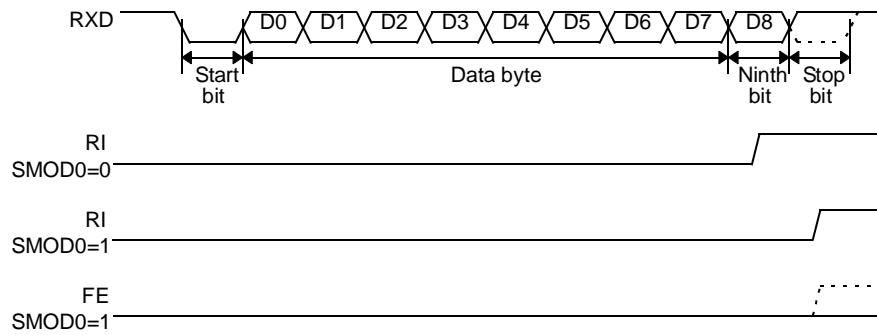 RXD
D0 D1 D2 D3 D4 D5 D6 D7 D8
Start bit
Data byte
Ninth bit
Stop bit
RI
SMOD0=0
RI
SMOD0=1
FE
SMOD0=1